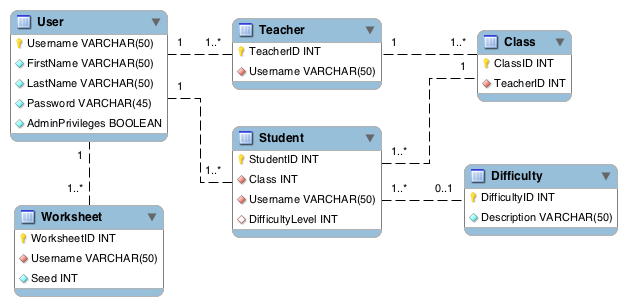 User
Username VARCHAR(50)
FirstName VARCHAR(50)
LastName VARCHAR(50)
Password VARCHAR(45)
AdminPrivileges BOOLEAN
1
1..*
Teacher
TeacherID INT
Username VARCHAR(50)
1
1..*
Class
ClassID INT
TeacherID INT
1
1..*
1
1..*
Student
StudentID INT
Class INT
Username VARCHAR(50)
DifficultyLevel INT
1..*
0..1
Difficulty
DifficultyID INT
Description VARCHAR(50)
1
1..*
Worksheet
WorksheetID INT
Username VARCHAR(50)
Seed INT